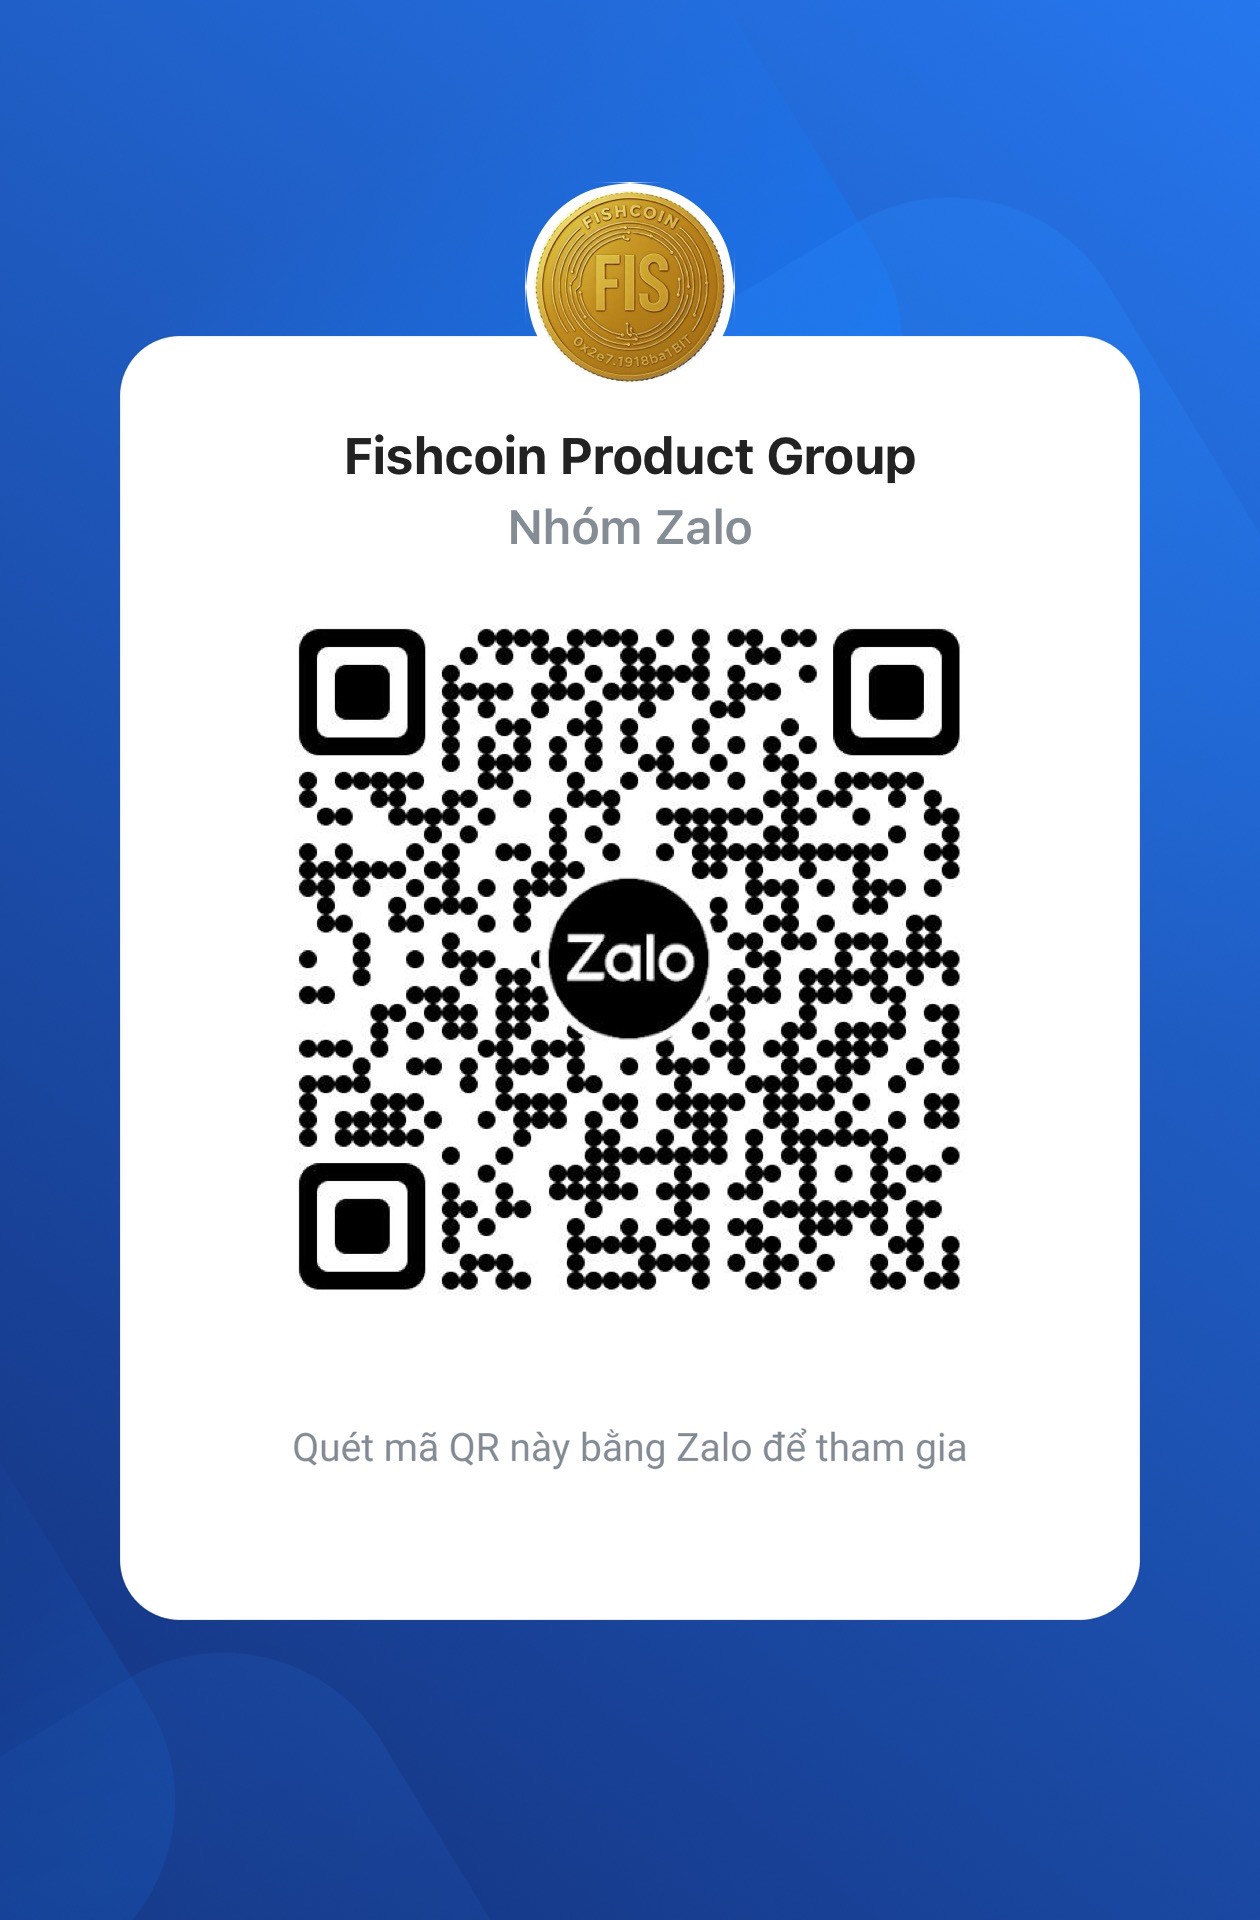 FISHCOIN
FIS
0x2e7.1918ba1BIT
Fishcoin Product Group
Nhóm Zalo
Zalo
Quét mã QR này bằng Zalo để tham gia